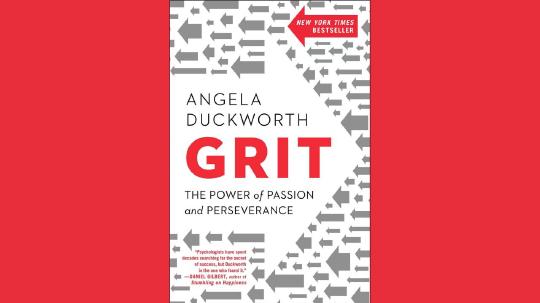 NEW YORK TIMES
BESTSELLER
ANGELA
DUCKWORTH
GRIT
THE POWER of PASSION
and PERSEVERANCE
"Psychologists have spent
decades searching for the secret
of success, but Duckworth
is the one who found it."
—DANIEL GILBERT, author of
Stumbling on Happiness